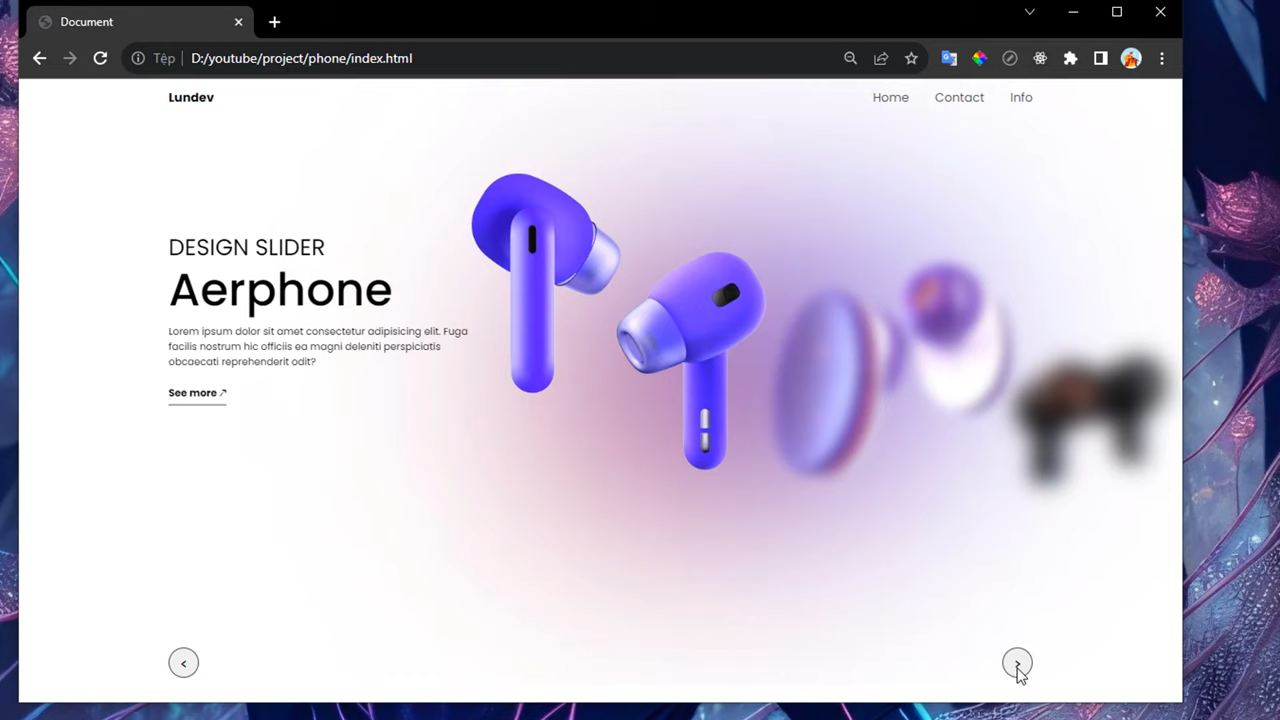 Document
Tệp
D:/youtube/project/phone/index.html
Lundev
Home
Contact
Info
DESIGN SLIDER
Aerphone
Lorem ipsum dolor sit amet consectetur adipisicing elit. Fuga
facilis nostrum hic officiis ea magni deleniti perspiciatis
obcaecati reprehenderit odit?
See more ↗
<
>